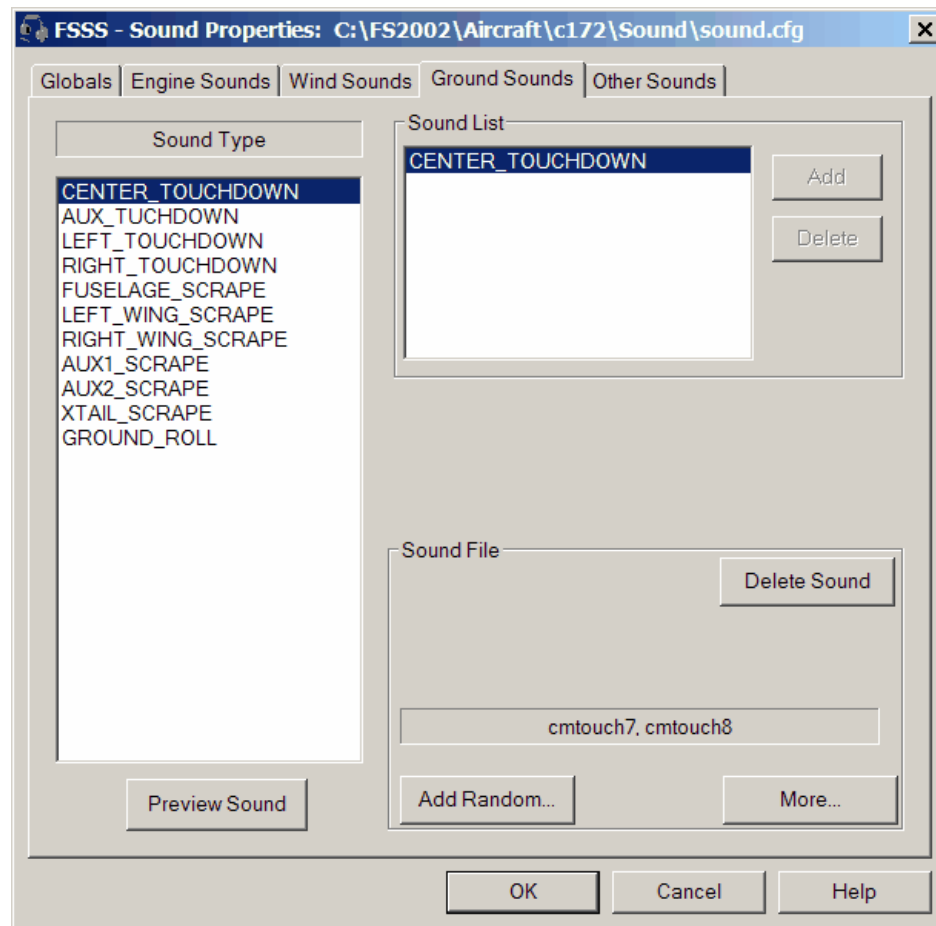 FSSS - Sound Properties: C:\FS2002\Aircraft\c172\Sound\sound.cfg
Globals Engine Sounds Wind Sounds Ground Sounds Other Sounds
Sound Type
CENTER_TOUCHDOWN
AUX_TUCHDOWN
LEFT_TOUCHDOWN
RIGHT_TOUCHDOWN
FUSELAGE_SCRAPE
LEFT_WING_SCRAPE
RIGHT_WING_SCRAPE
AUX1_SCRAPE
AUX2_SCRAPE
XTAIL_SCRAPE
GROUND_ROLL
Preview Sound
Sound List
CENTER_TOUCHDOWN
Add
Delete
Sound File
Delete Sound
cmtouch7, cmtouch8
Add Random... More...
OK Cancel Help